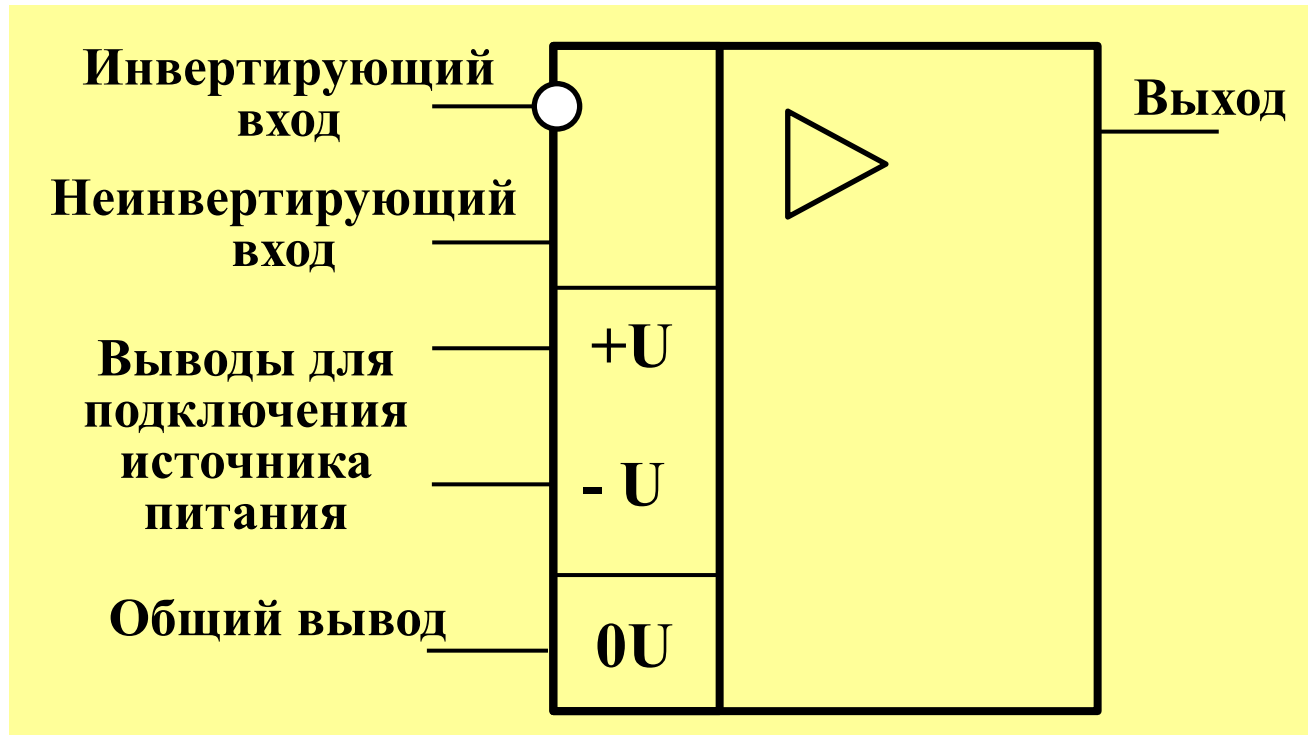 Инвертирующий
вход
Выход
Неинвертирующий
вход
+U
Выводы для
подключения
источника
питания
- U
Общий вывод
0U